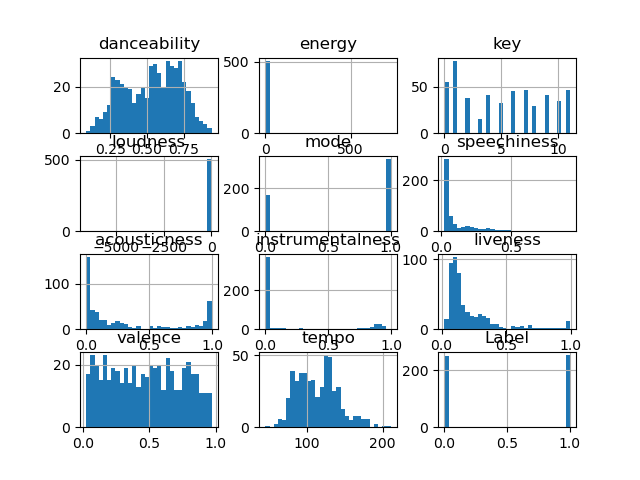 danceability energy key
20
0
0.25 0.50 0.75
500
0
0 500
50
0
0 5 10
loudness mode speechiness
500
0
−5000 −2500 0
200
0
0.0 0.5 1.0
200
0
0.0 0.5
acousticness instrumentalness liveness
100
0
0.0 0.5 1.0
200
0
0.0 0.5 1.0
100
0
0.0 0.5 1.0
valence tempo Label
20
0
0.0 0.5 1.0
50
0
100 200
200
0
0.0 0.5 1.0